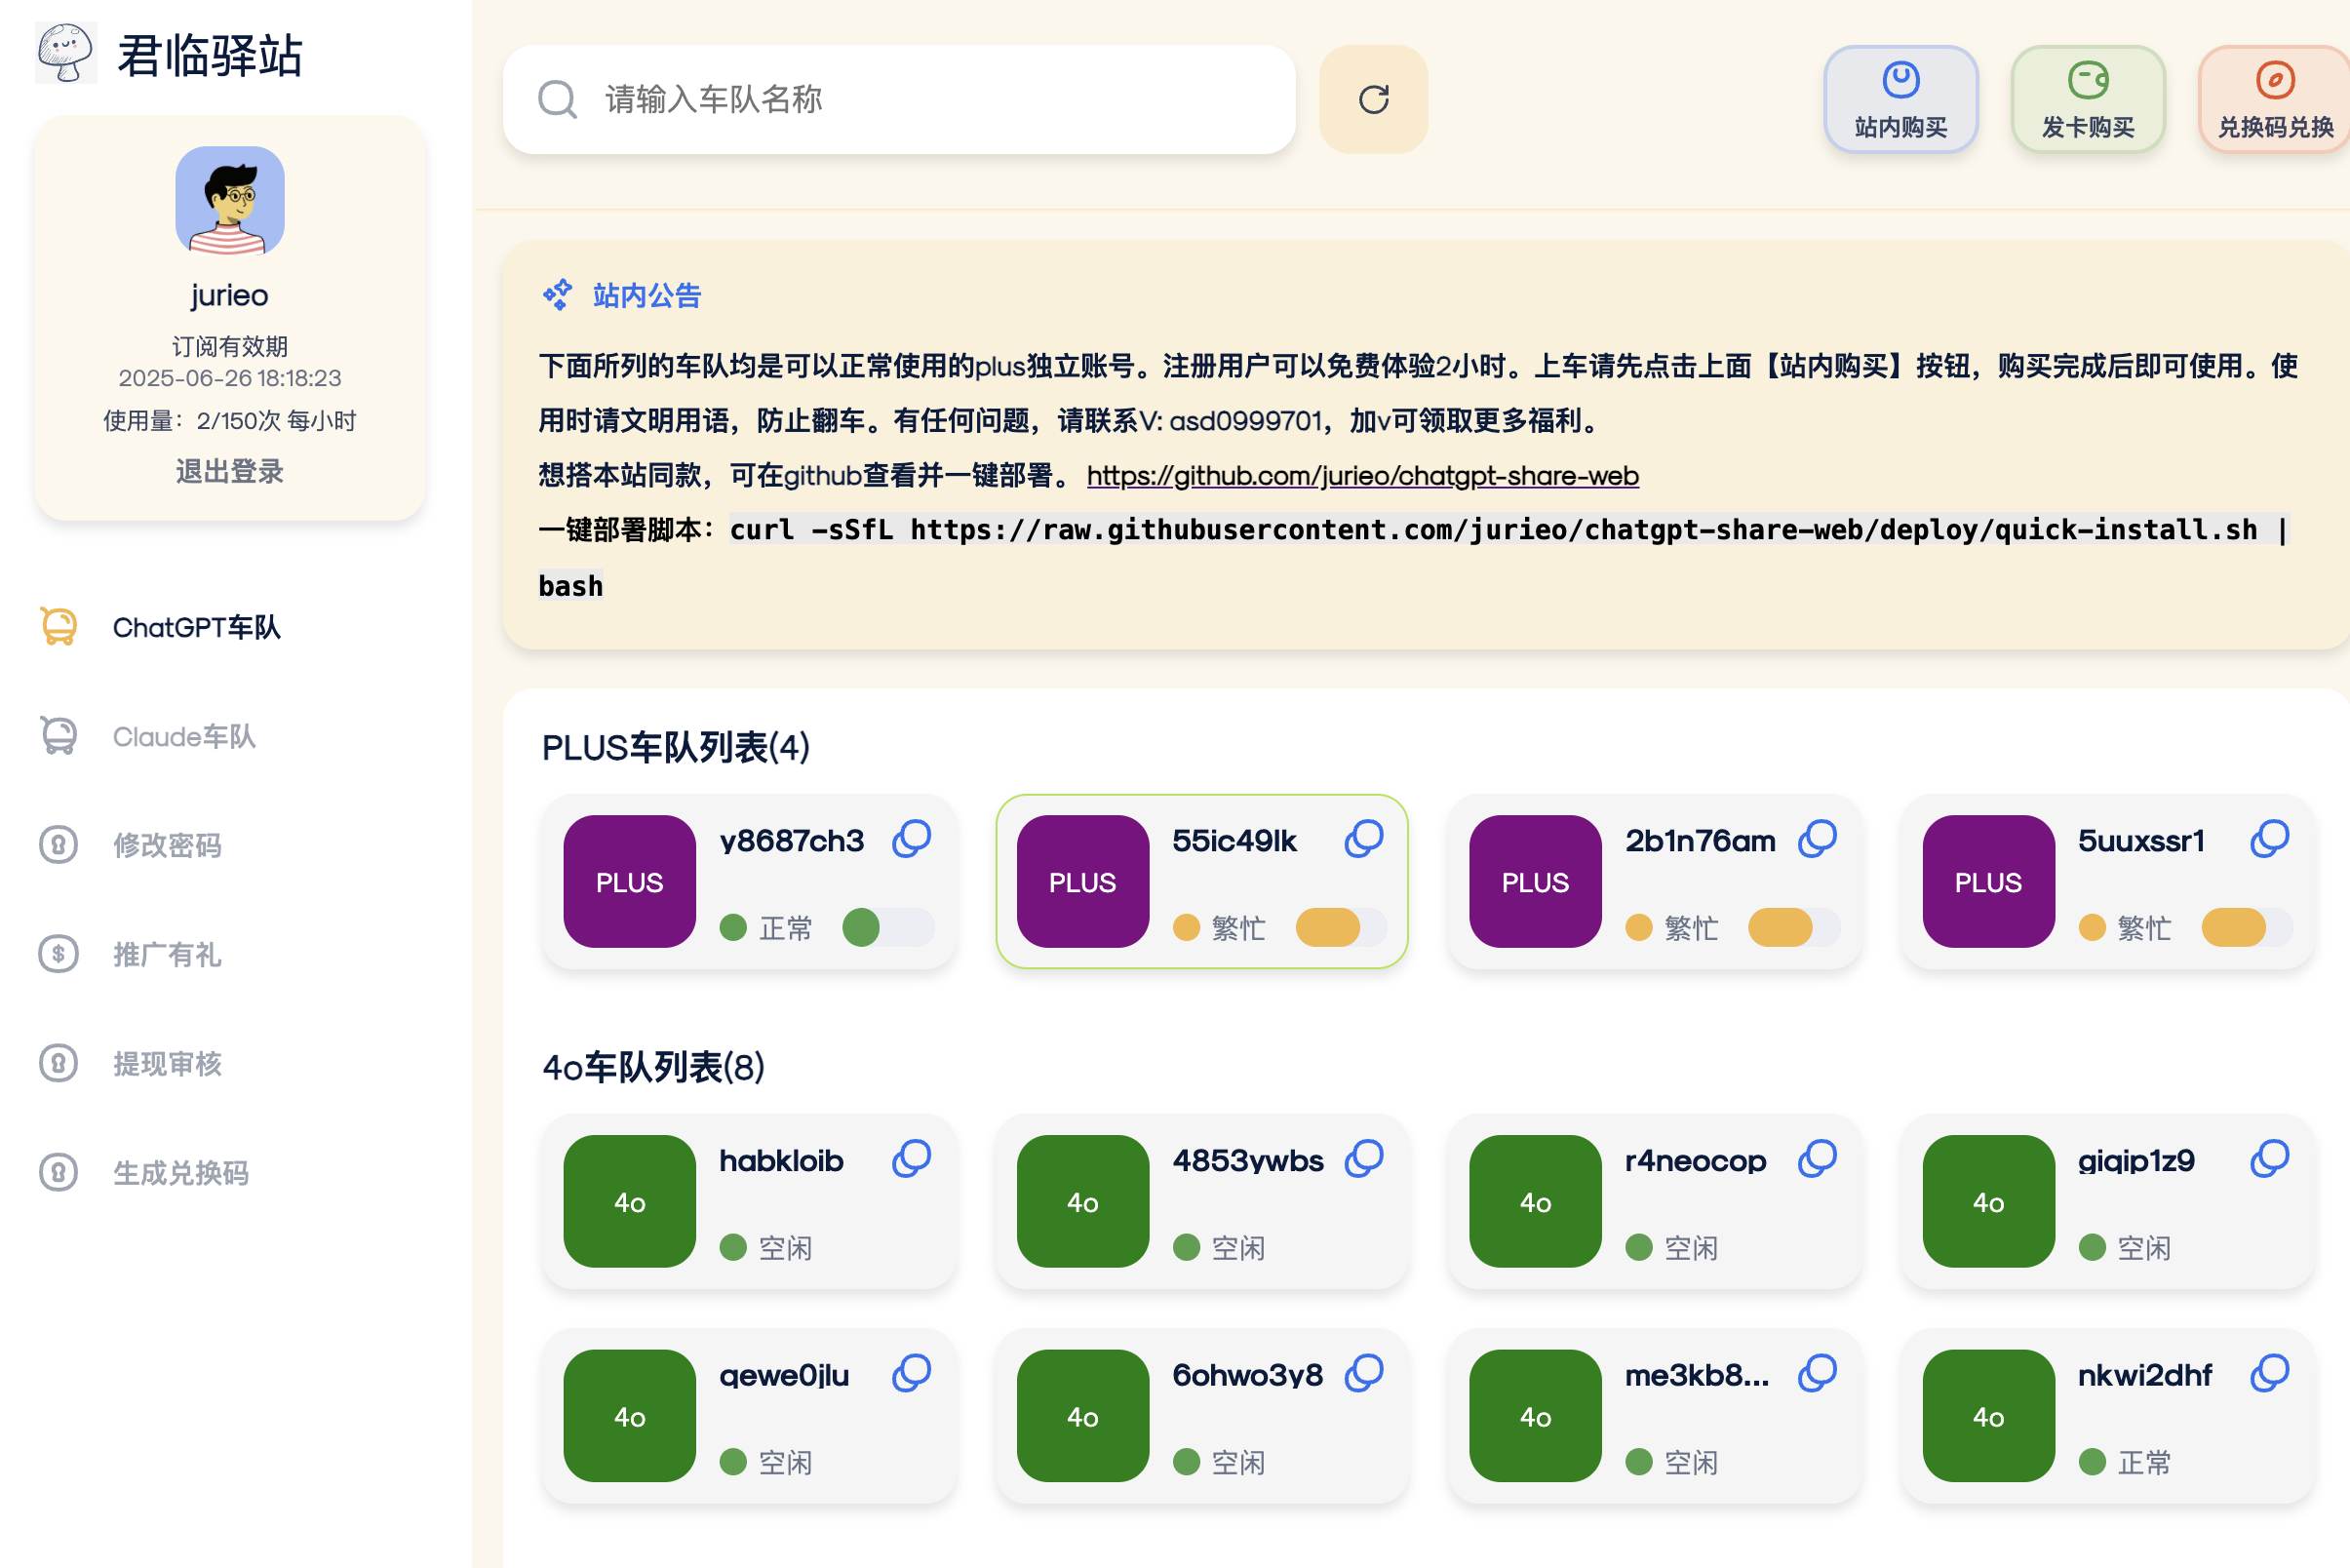 君临驿站
jurieo
订阅有效期
2025-06-26 18:18:23
使用量：2/150次 每小时
退出登录
ChatGPT车队
Claude车队
修改密码
推广有礼
提现审核
生成兑换码
请输入车队名称
站内购买
发卡购买
兑换码兑换
站内公告
下面所列的车队均是可以正常使用的plus独立账号。注册用户可以免费体验2小时。上车请先点击上面【站内购买】按钮，购买完成后即可使用。使
用时请文明用语，防止翻车。有任何问题，请联系V: asd0999701，加v可领取更多福利。
想搭本站同款，可在github查看并一键部署。 https://github.com/jurieo/chatgpt-share-web
一键部署脚本：curl -sSfL https://raw.githubusercontent.com/jurieo/chatgpt-share-web/deploy/quick-install.sh |
bash
PLUS车队列表(4)
PLUS
y8687ch3
正常
PLUS
55ic49lk
繁忙
PLUS
2b1n76am
繁忙
PLUS
5uuxssr1
繁忙
4o车队列表(8)
4o
habkloib
空闲
4o
4853ywbs
空闲
4o
r4neocop
空闲
4o
空闲
4o
空闲
4o
6ohwo3y8
空闲
4o
me3kb8...
空闲
4o
nkwi2dhf
正常